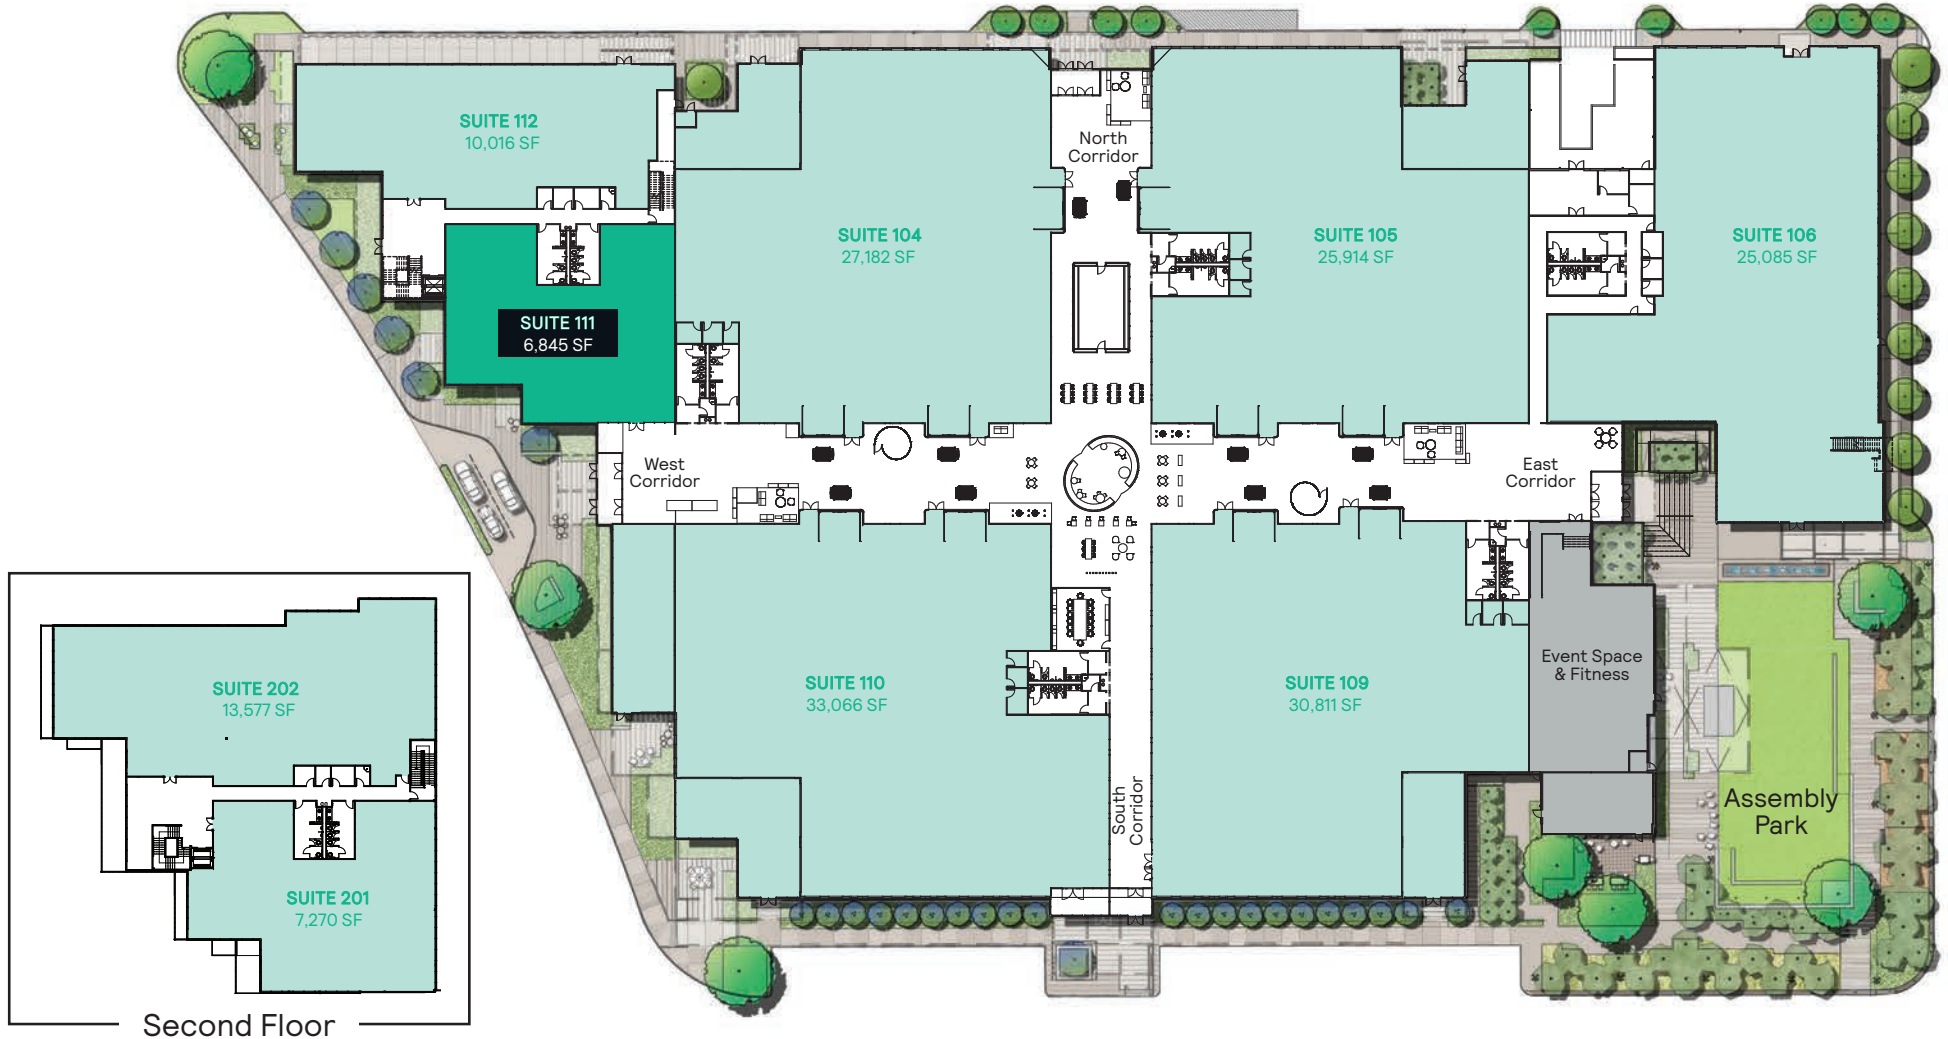 SUITE 112
10,016 SF
SUITE 104
27,182 SF
North
Corridor
SUITE 105
25,914 SF
SUITE 106
25,085 SF
SUITE 111
6,845 SF
West
Corridor
East
Corridor
SUITE 110
33,066 SF
SUITE 109
30,811 SF
Event Space
& Fitness
South
Corridor
Assembly
Park
SUITE 202
13,577 SF
SUITE 201
7,270 SF
Second Floor